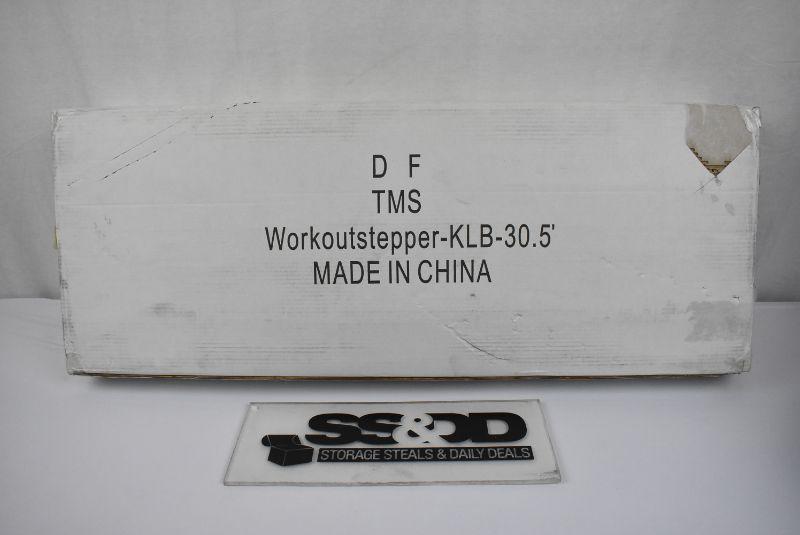 D F
TMS
Workoutstepper-KLB-30.5'
MADE IN CHINA
SS&DD
STORAGE STEALS & DAILY DEALS